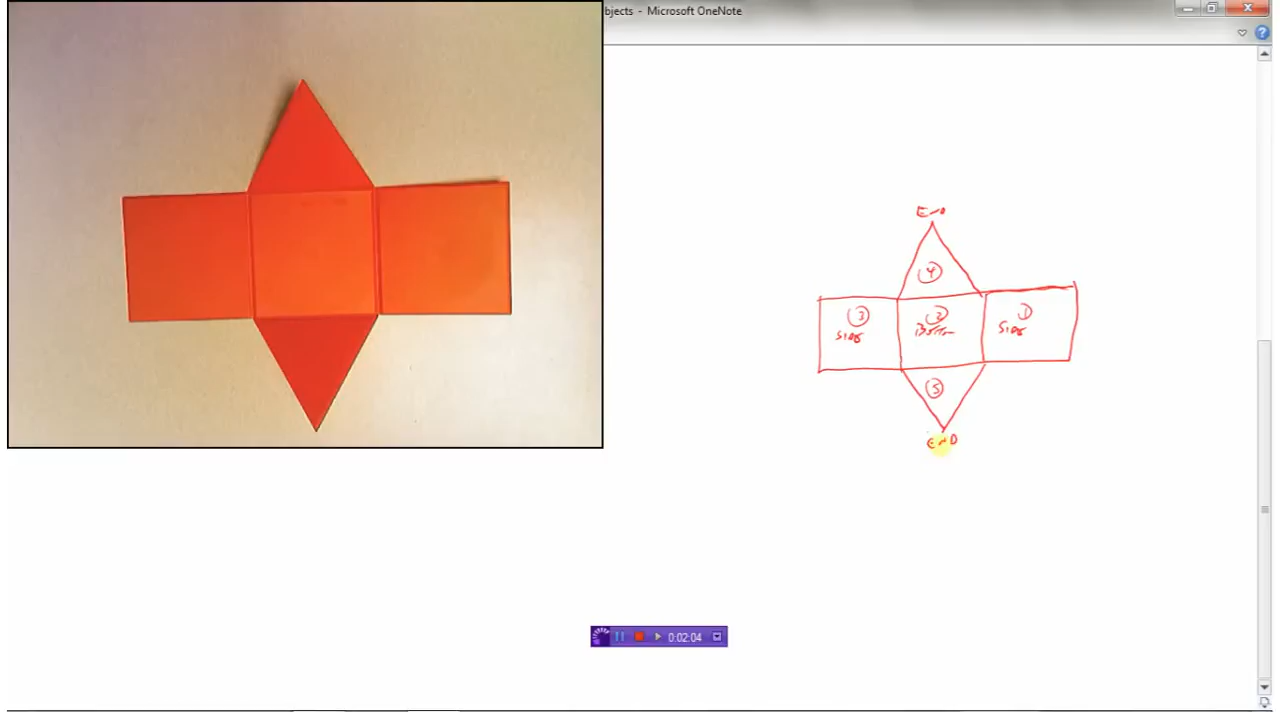 bjects - Microsoft OneNote
END
4
3
2
1
SIDE
BOTTOM
SIDE
5
END
0:02:04